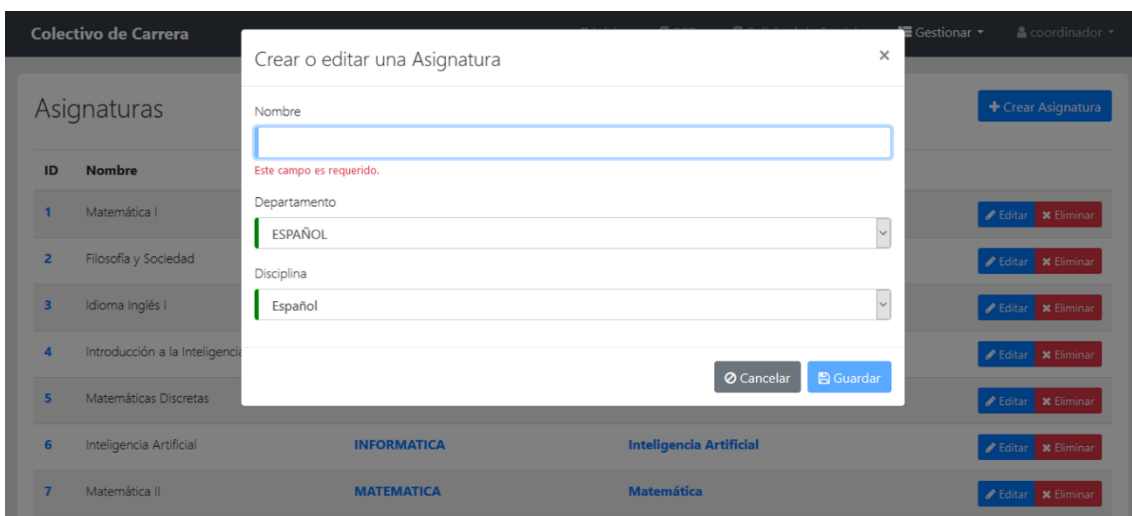 Colectivo de Carrera
Gestionar
coordinador
Crear o editar una Asignatura
×
Asignaturas
Crear Asignatura
Nombre
Este campo es requerido.
Departamento
ESPAÑOL
Disciplina
Español
Cancelar
Guardar
ID Nombre
1 Matemática I Editar Eliminar
2 Filosofía y Sociedad Editar Eliminar
3 Idioma Inglés I Editar Eliminar
4 Introducción a la Inteligencia Editar Eliminar
5 Matemáticas Discretas Editar Eliminar
6 Inteligencia Artificial INFORMATICA Inteligencia Artificial Editar Eliminar
7 Matemática II MATEMATICA Matemática Editar Eliminar